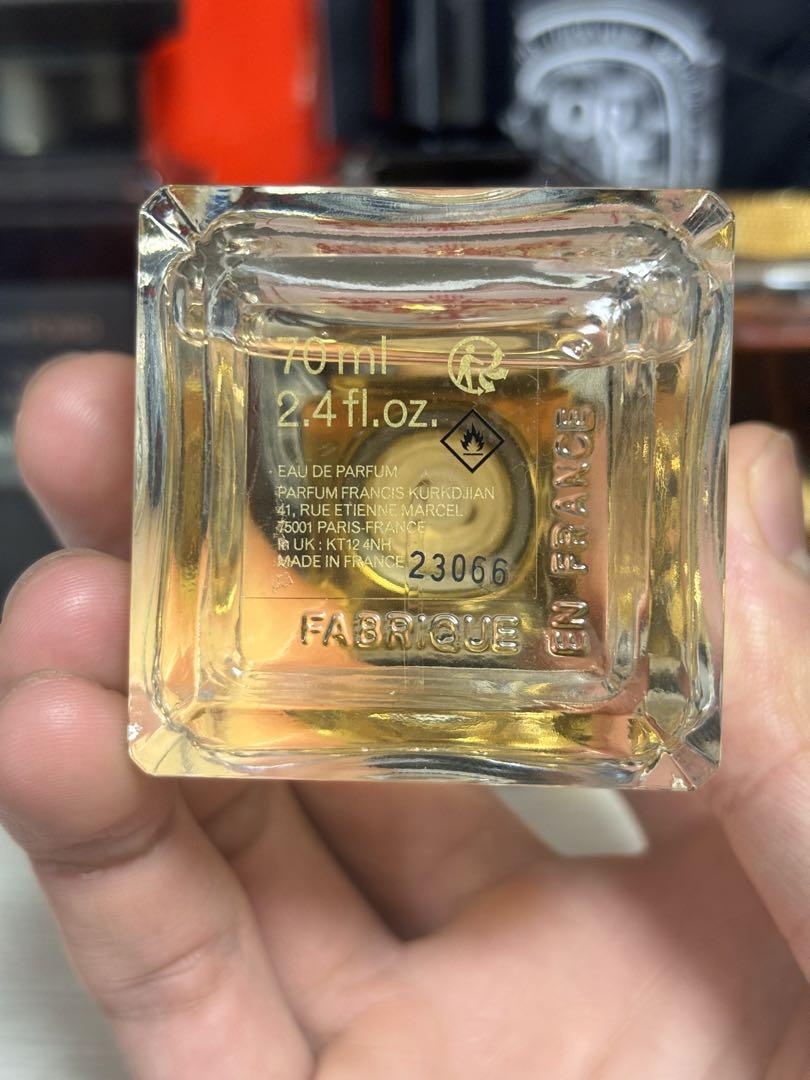 70 ml
2.4 fl.oz.
EAU DE PARFUM
PARFUM FRANCIS KURKDJIAN
41, RUE ETIENNE MARCEL
75001 PARIS-FRANCE
In UK : KT12 4NH
MADE IN FRANCE
23066
FABRIQUE
EN FRANCE